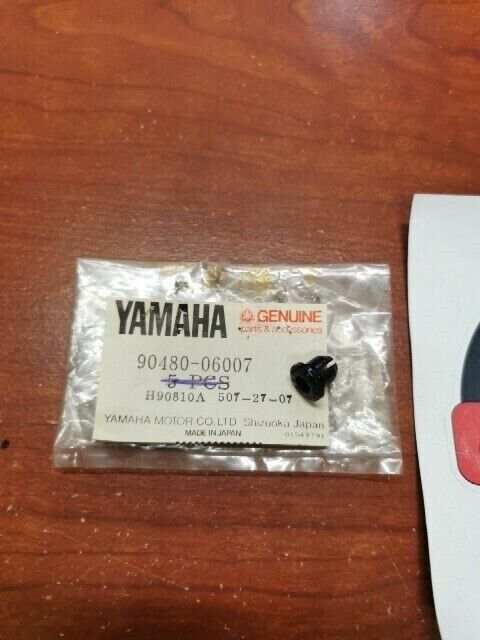 YAMAHA GENUINE
parts & accessories
90480-06007
5 PCS
H90810A 507-27-07
YAMAHA MOTOR CO.LTD. Shizuoka Japan
MADE IN JAPAN